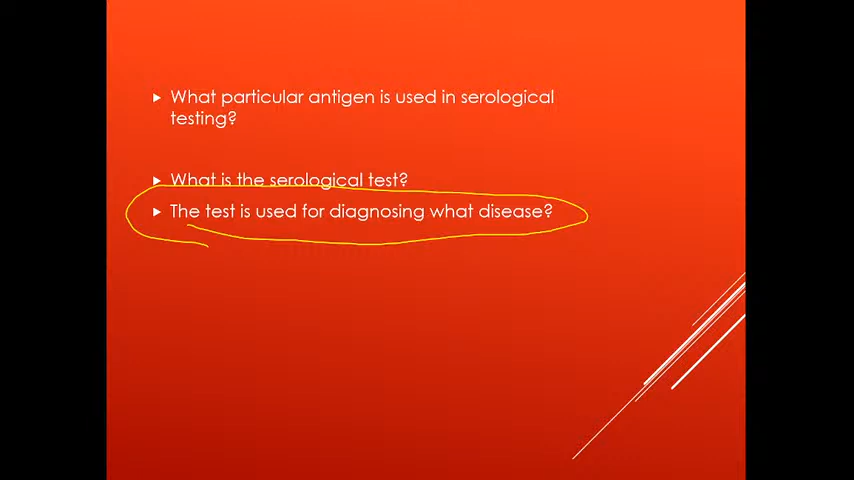 What particular antigen is used in serological
testing?
What is the serological test?
The test is used for diagnosing what disease?